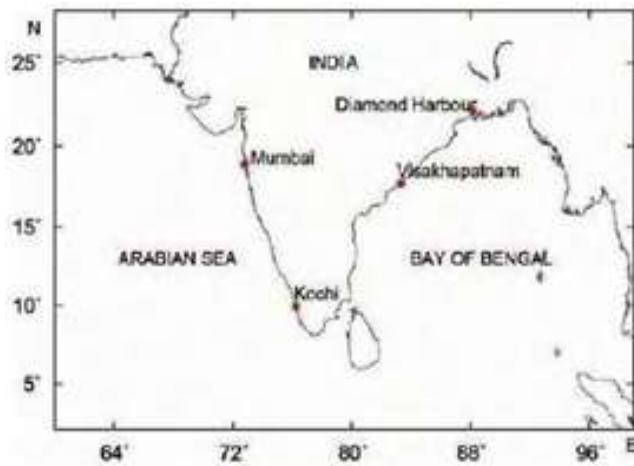 N
25°
INDIA
Diamond Harbour
20°
Mumbai
Visakhapatnam
15°
ARABIAN SEA
BAY OF BENGAL
Kochi
10°
5°
64°
72°
80°
88°
96°
E